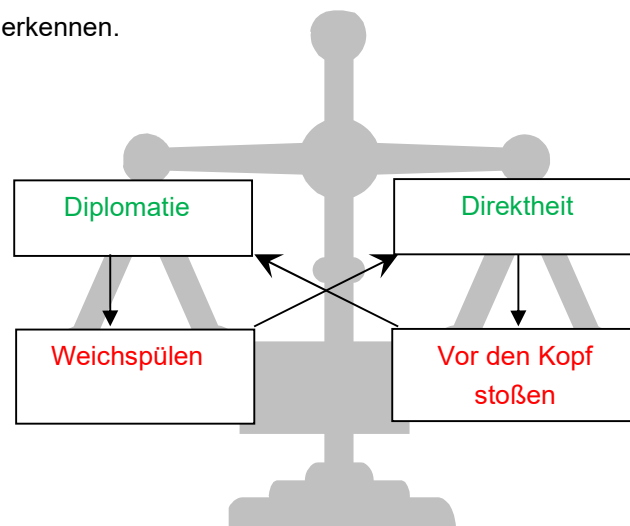 erkennen.
Diplomatie
Direktheit
Weichspülen
Vor den Kopf
stoßen